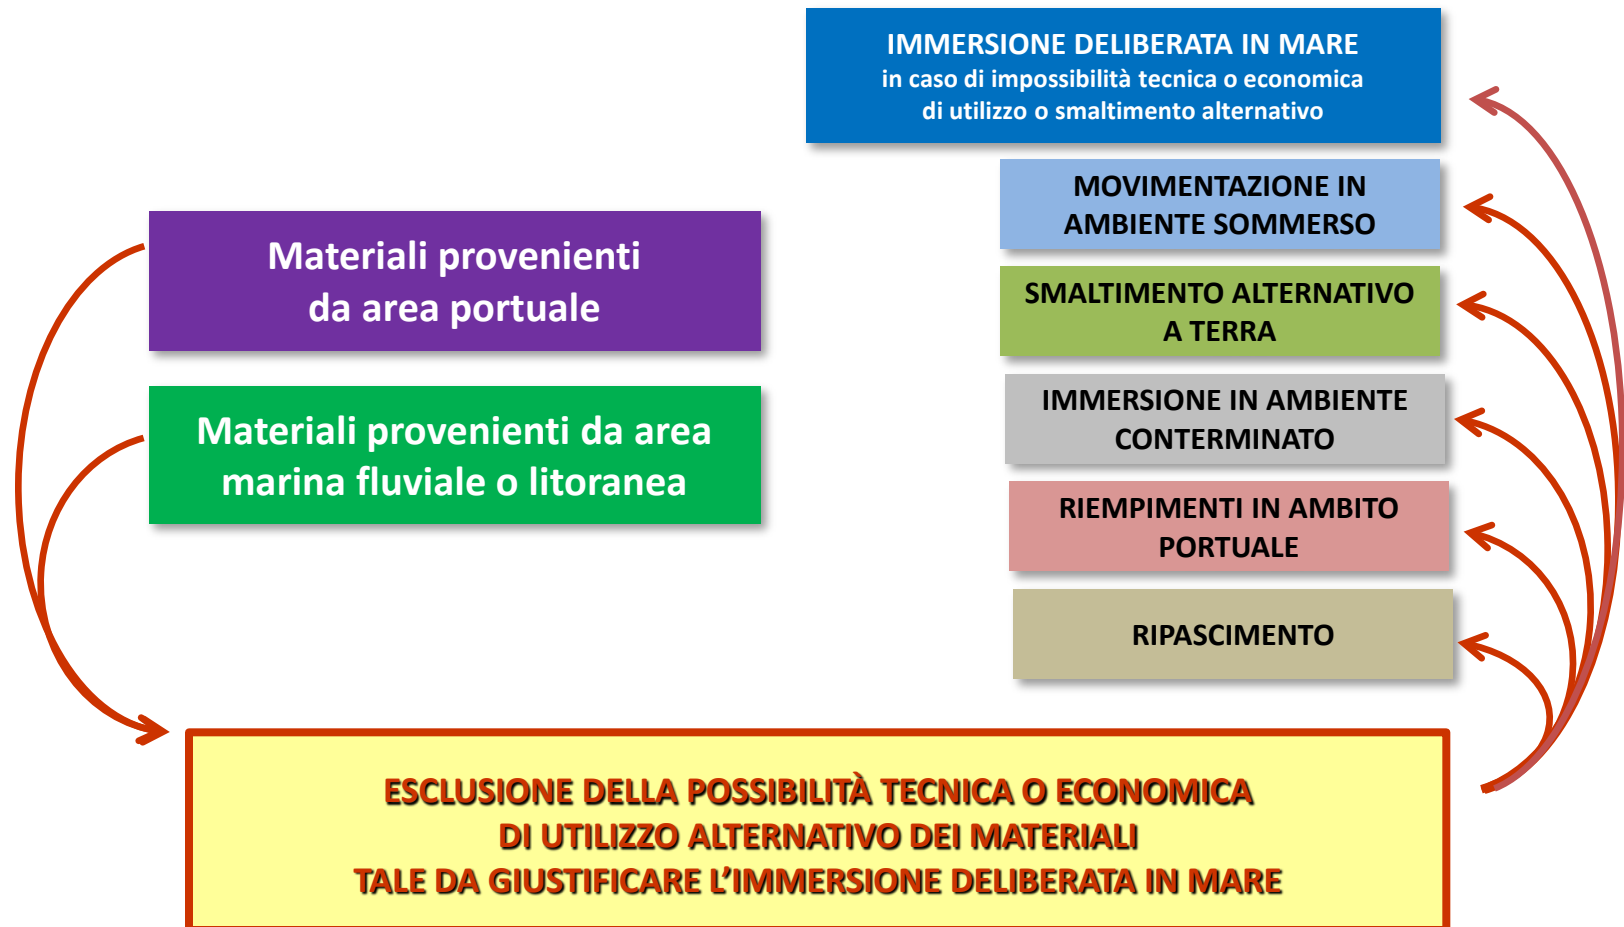 IMMERSIONE DELIBERATA IN MARE
in caso di impossibilità tecnica o economica
di utilizzo o smaltimento alternativo
MOVIMENTAZIONE IN
AMBIENTE SOMMERSO
Materiali provenienti
da area portuale
SMALTIMENTO ALTERNATIVO
A TERRA
IMMERSIONE IN AMBIENTE
CONTERMINATO
Materiali provenienti da area
marina fluviale o litoranea
RIEMPIMENTI IN AMBITO
PORTUALE
RIPASCIMENTO
ESCLUSIONE DELLA POSSIBILITÀ TECNICA O ECONOMICA
DI UTILIZZO ALTERNATIVO DEI MATERIALI
TALE DA GIUSTIFICARE L’IMMERSIONE DELIBERATA IN MARE